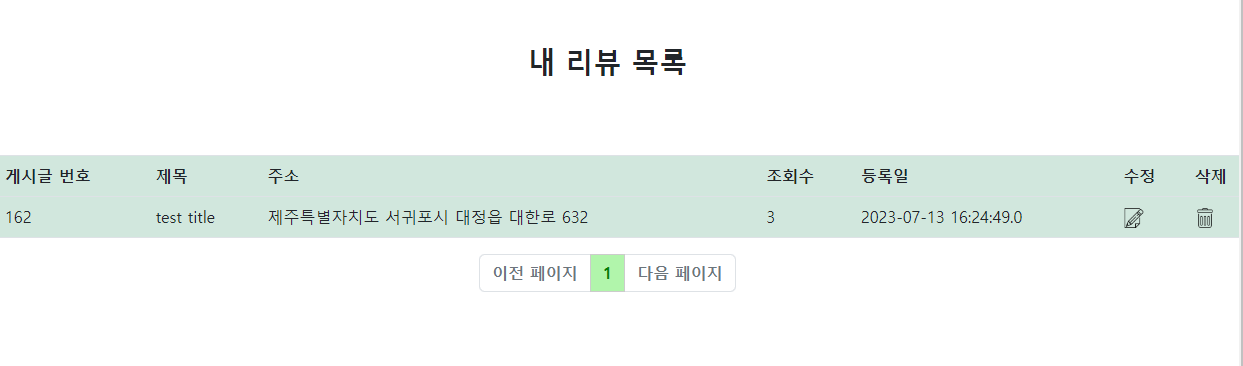 내 리뷰 목록
게시글 번호 제목 주소 조회수 등록일 수정 삭제
162 test title 제주특별자치도 서귀포시 대정읍 대한로 632 3 2023-07-13 16:24:49.0
이전 페이지 1 다음 페이지